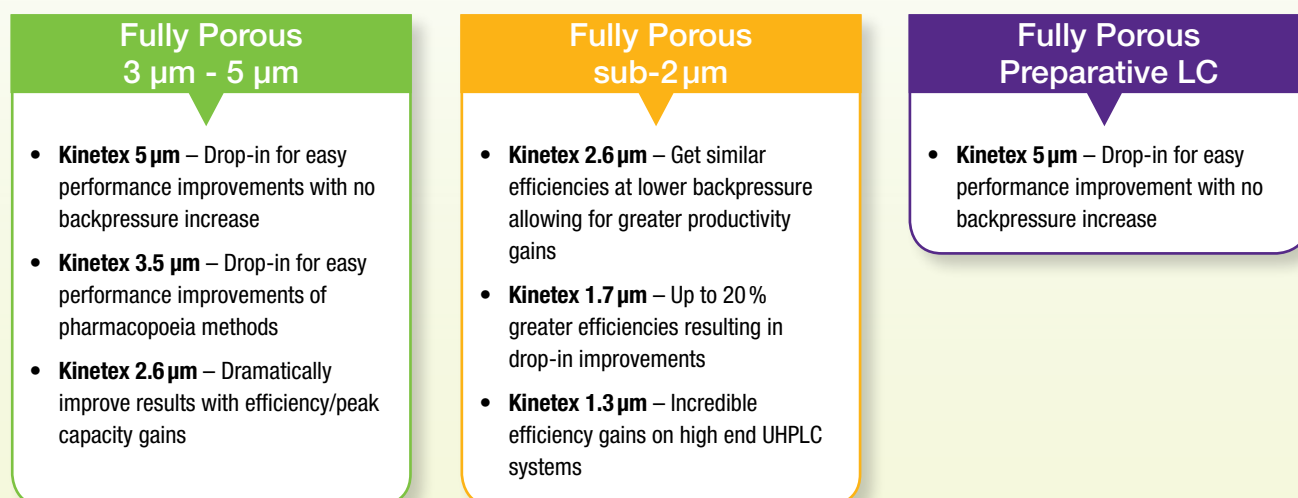 Fully Porous
3 µm - 5 µm
• Kinetex 5 µm – Drop-in for easy
performance improvements with no
backpressure increase
• Kinetex 3.5 µm – Drop-in for easy
performance improvements of
pharmacopoeia methods
• Kinetex 2.6 µm – Dramatically
improve results with efficiency/peak
capacity gains
Fully Porous
sub-2 µm
• Kinetex 2.6 µm – Get similar
efficiencies at lower backpressure
allowing for greater productivity
gains
• Kinetex 1.7 µm – Up to 20 %
greater efficiencies resulting in
drop-in improvements
• Kinetex 1.3 µm – Incredible
efficiency gains on high end UHPLC
systems
Fully Porous
Preparative LC
• Kinetex 5 µm – Drop-in for easy
performance improvement with no
backpressure increase